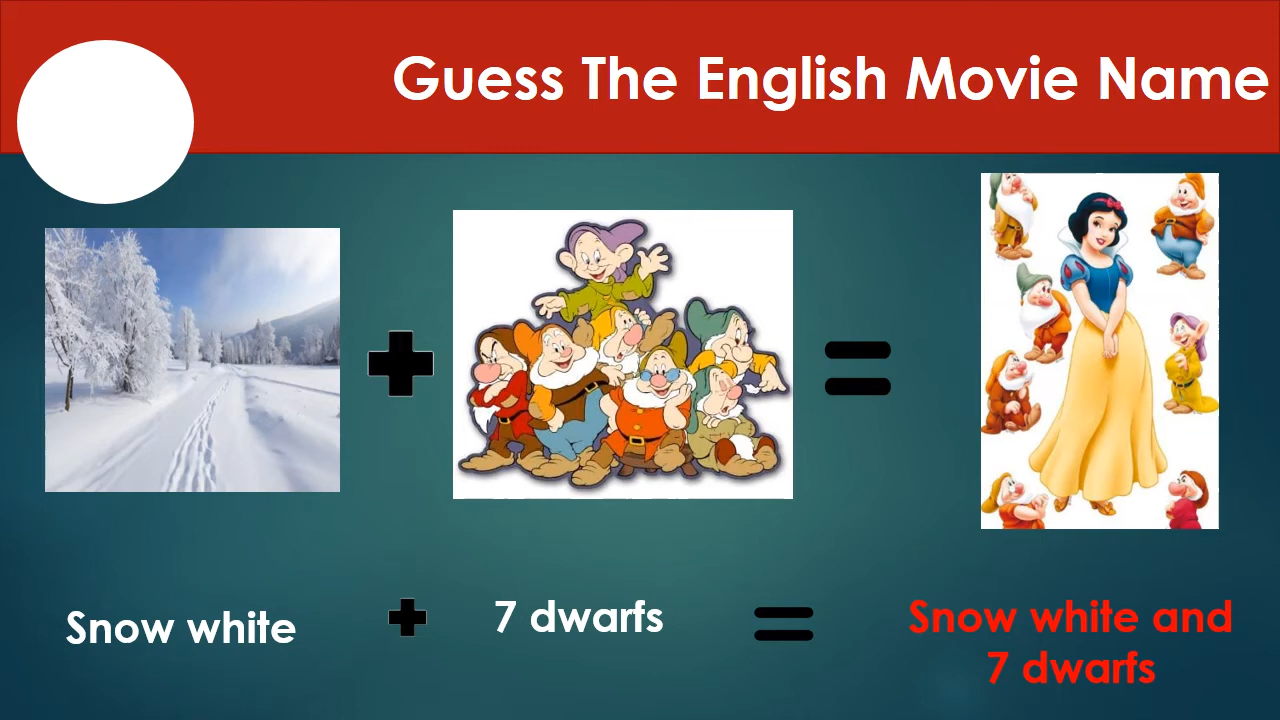 Guess The English Movie Name
Snow white
7 dwarfs
Snow white and
7 dwarfs